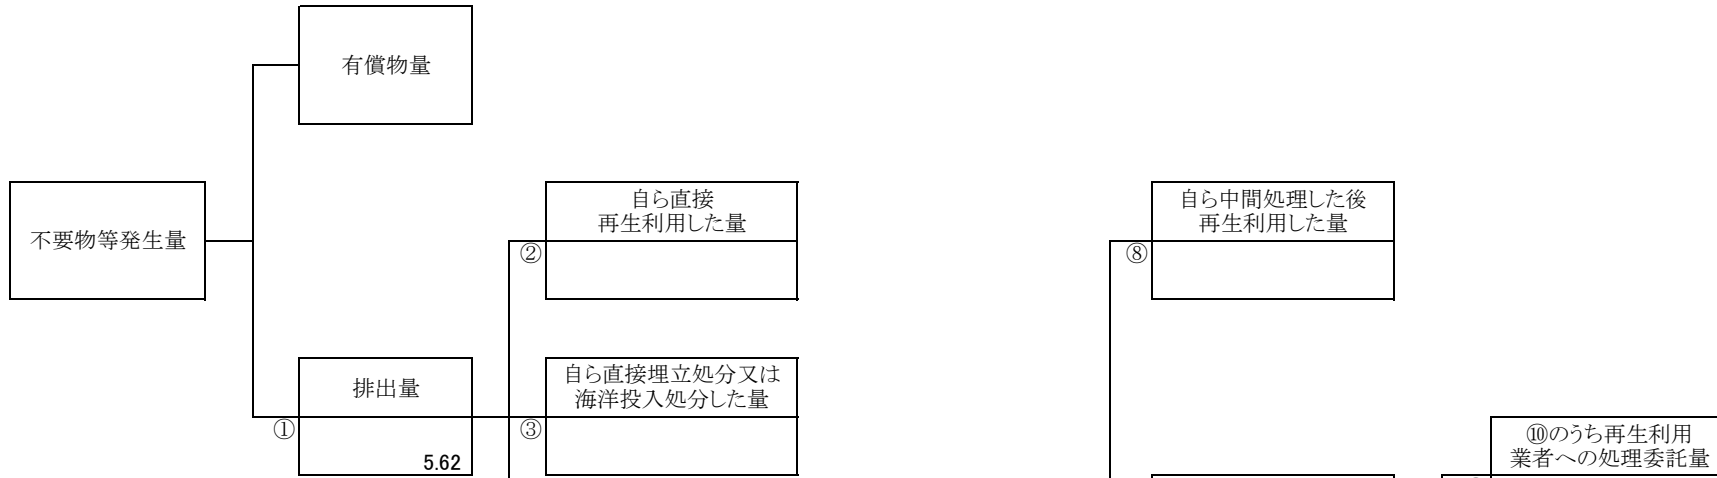 有償物量
不要物等発生量
自ら直接
再生利用した量
②
自ら中間処理した後
再生利用した量
⑧
排出量
①
5.62
自ら直接埋立処分又は
海洋投入処分した量
③
⑩のうち再生利用
業者への処理委託量